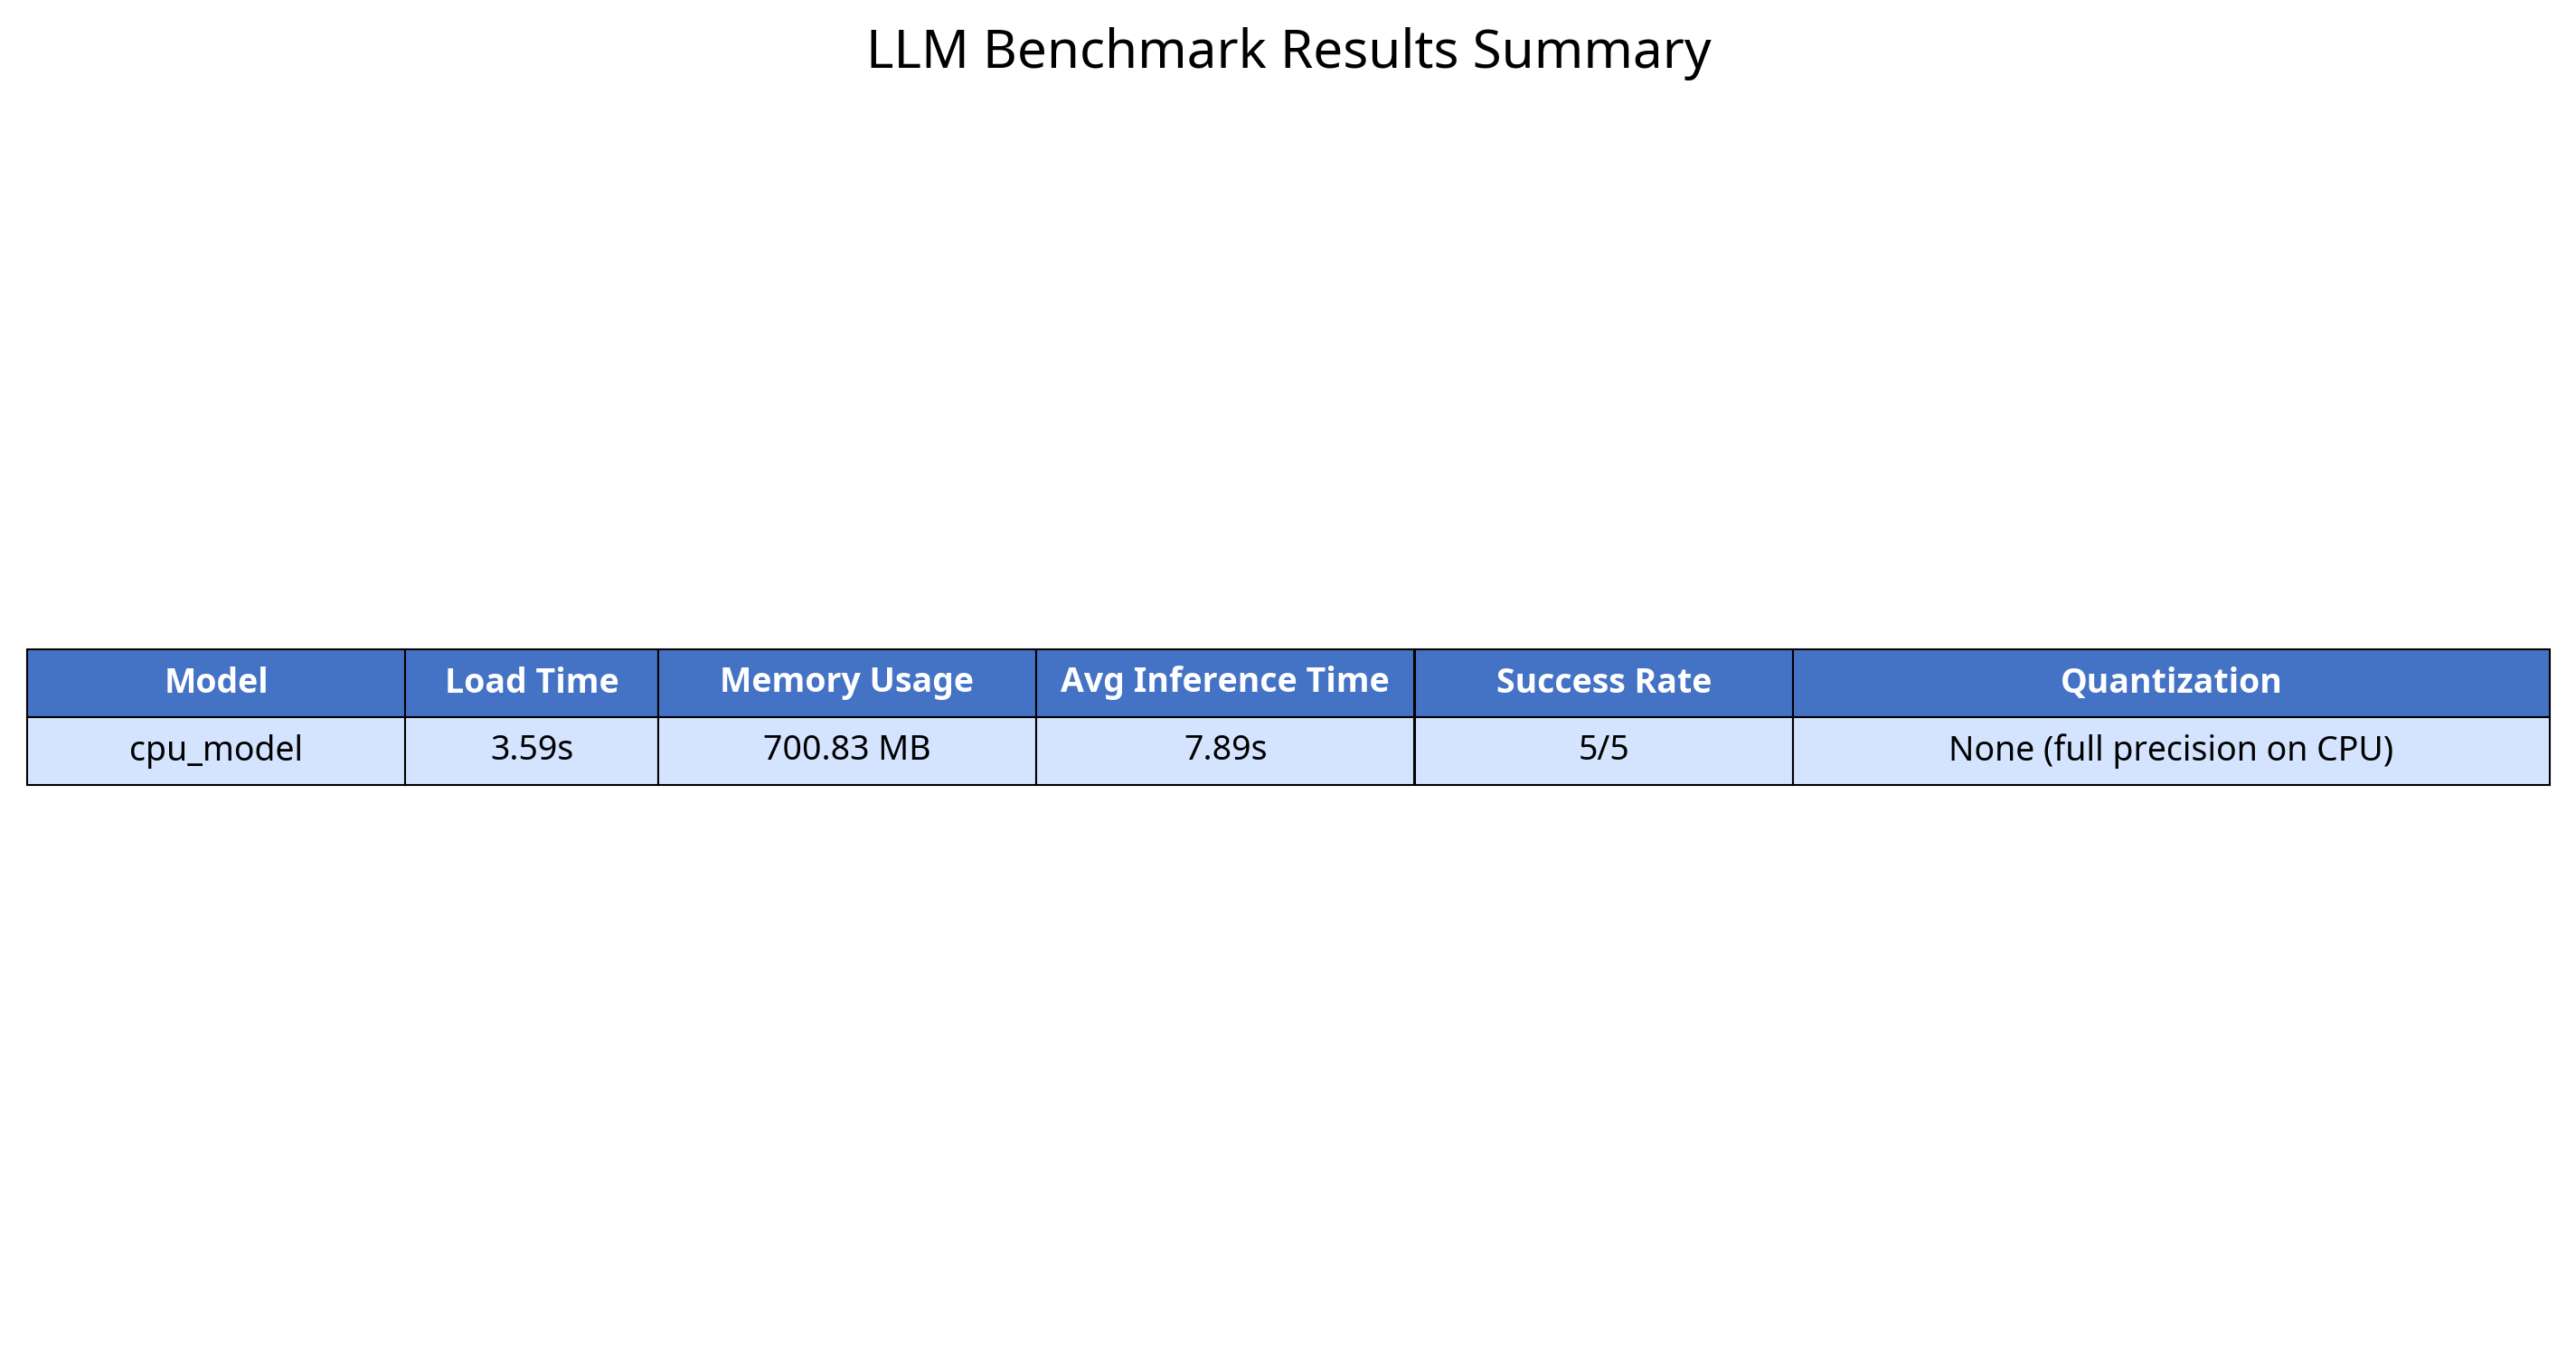 LLM Benchmark Results Summary
Model Load Time Memory Usage Avg Inference Time Success Rate Quantization
cpu_model 3.59s 700.83 MB 7.89s 5/5 None (full precision on CPU)